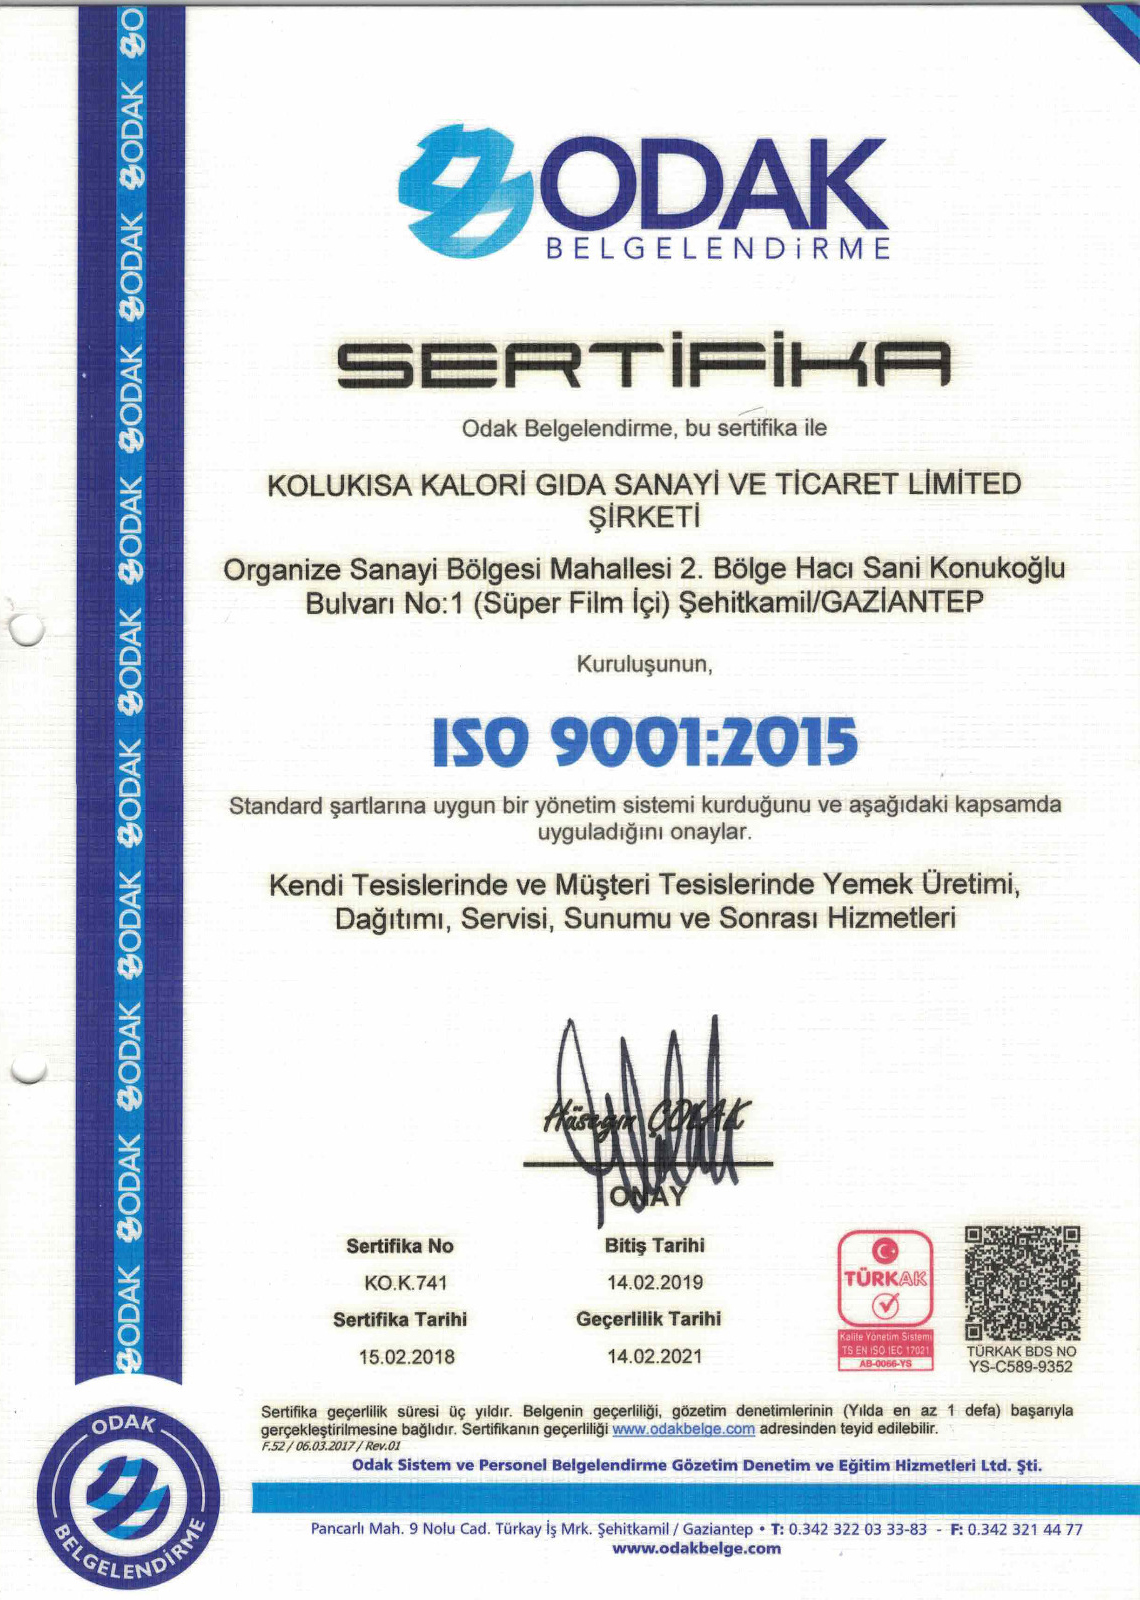 ODAK
BELGELENDİRME
SERTİFİKA
Odak Belgelendirme, bu sertifika ile
KOLUKISA KALORİ GIDA SANAYİ VE TİCARET LİMİTED
ŞİRKETİ
Organize Sanayi Bölgesi Mahallesi 2. Bölge Hacı Sani Konukoğlu
Bulvarı No:1 (Süper Film İçi) Şehitkamil/GAZİANTEP
Kuruluşunun,
ISO 9001:2015
Standard şartlarına uygun bir yönetim sistemi kurduğunu ve aşağıdaki kapsamda
uyguladığını onaylar.
Kendi Tesislerinde ve Müşteri Tesislerinde Yemek Üretimi,
Dağıtımı, Servisi, Sunumu ve Sonrası Hizmetleri
Hüseyin ÇOLAK
ONAY
Sertifika No
KO.K.741
Sertifika Tarihi
15.02.2018
Bitiş Tarihi
14.02.2019
Geçerlilik Tarihi
14.02.2021
TÜRKAK
Kalite Yönetim Sistemi
TS EN ISO IEC 17021
AB-0066-YS
TÜRKAK BDS NO
YS-C589-9352
Sertifika geçerlilik süresi üç yıldır. Belgenin geçerliliği, gözetim denetimlerinin (Yılda en az 1 defa) başarıyla
gerçekleştirilmesine bağlıdır. Sertifikanın geçerliliği www.odakbelge.com adresinden teyid edilebilir.
F.52 / 06.03.2017 / Rev.01
Odak Sistem ve Personel Belgelendirme Gözetim Denetim ve Eğitim Hizmetleri Ltd. Şti.
Pancarlı Mah. 9 Nolu Cad. Türkay İş Mrk. Şehitkamil / Gaziantep • T: 0.342 322 03 33-83 - F: 0.342 321 44 77
www.odakbelge.com
ODAK
BELGELENDİRME
ODAK
ODAK
ODAK
ODAK
ODAK
ODAK
ODAK
ODAK
ODAK
ODAK